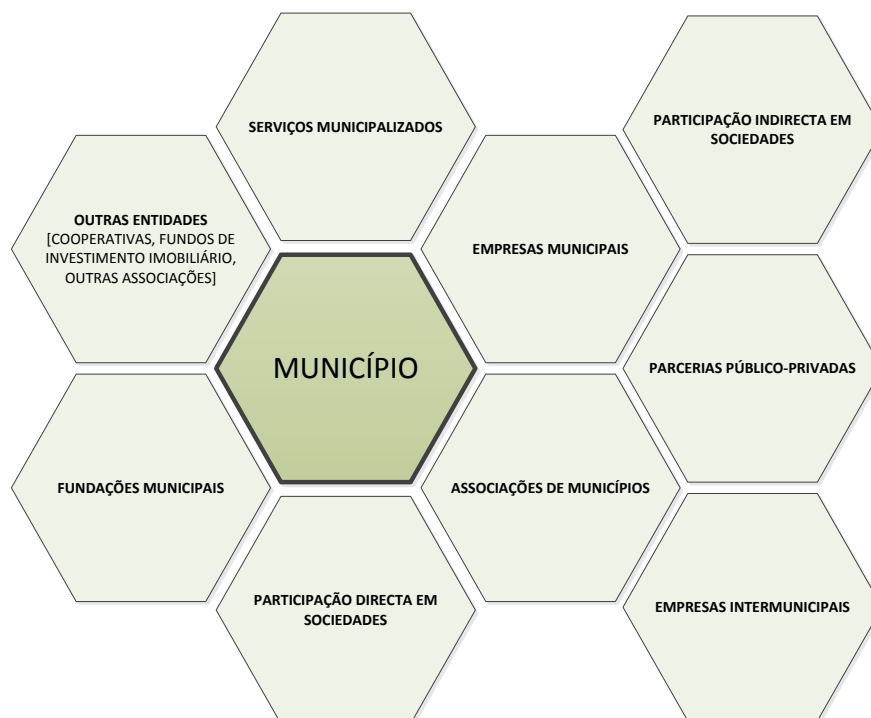 SERVIÇOS MUNICIPALIZADOS
PARTICIPAÇÃO INDIRECTA EM
SOCIEDADES
OUTRAS ENTIDADES
[COOPERATIVAS, FUNDOS DE
INVESTIMENTO IMOBILIÁRIO,
OUTRAS ASSOCIAÇÕES]
EMPRESAS MUNICIPAIS
MUNICÍPIO
PARCERIAS PÚBLICO-PRIVADAS
FUNDAÇÕES MUNICIPAIS
ASSOCIAÇÕES DE MUNICÍPIOS
PARTICIPAÇÃO DIRECTA EM
SOCIEDADES
EMPRESAS INTERMUNICIPAIS